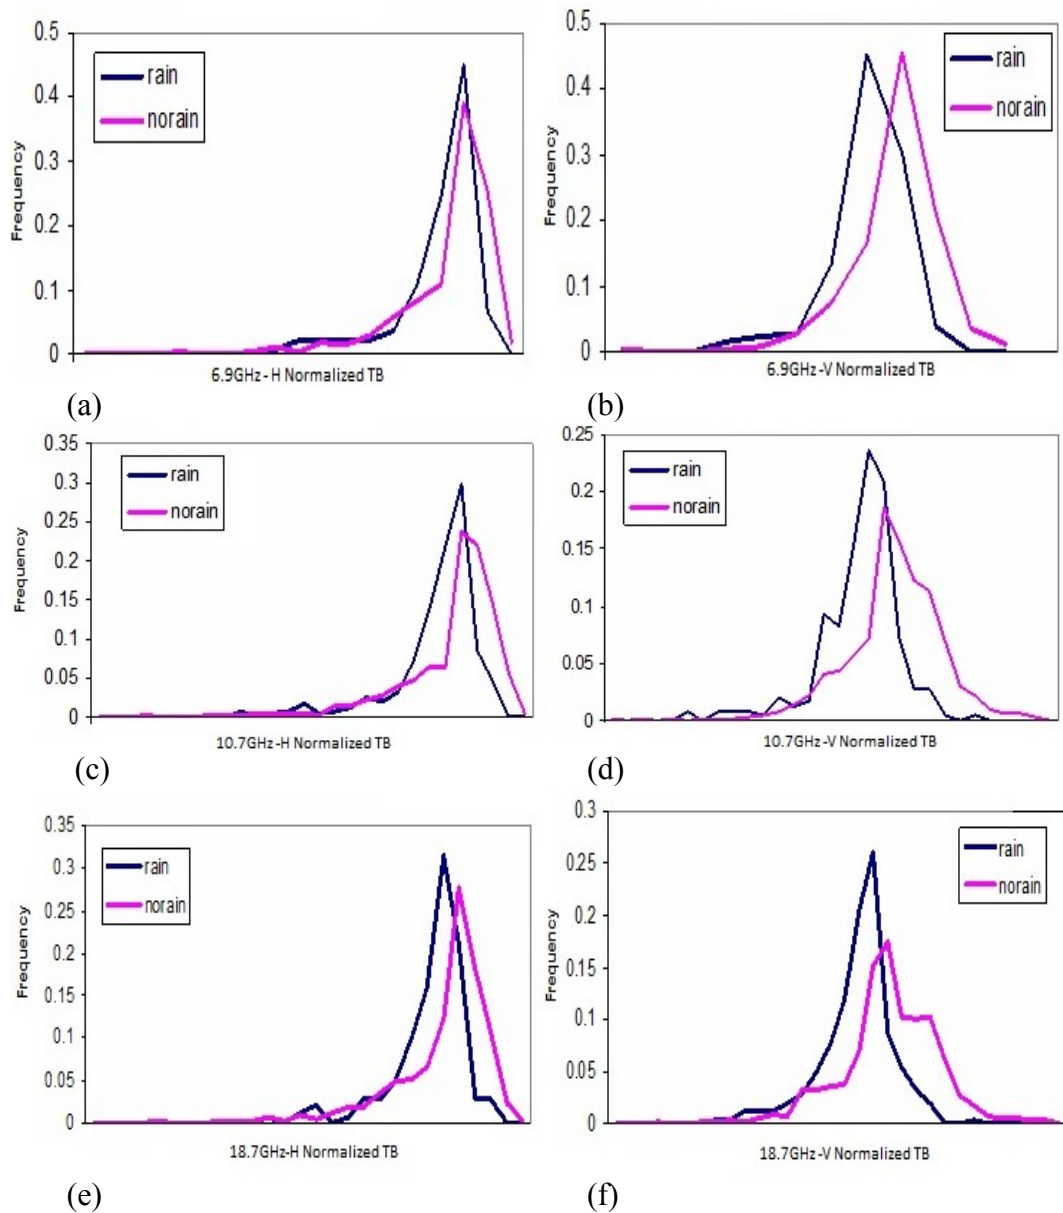 0.5
0.4
0.3
0.2
0.1
0
Frequency
rain
norain
6.9GHz - H Normalized TB
(a)
0.5
0.4
0.3
0.2
0.1
0
Frequency
rain
norain
6.9GHz -V Normalized TB
(b)
0.35
0.3
0.25
0.2
0.15
0.1
0.05
0
Frequency
rain
norain
10.7GHz -H Normalized TB
(c)
0.25
0.2
0.15
0.1
0.05
0
Frequency
rain
norain
10.7GHz -V Normalized TB
(d)
0.35
0.3
0.25
0.2
0.15
0.1
0.05
0
Frequency
rain
norain
18.7GHz-H Normalized TB
(e)
0.3
0.25
0.2
0.15
0.1
0.05
0
Frequency
rain
norain
18.7GHz -V Normalized TB
(f)